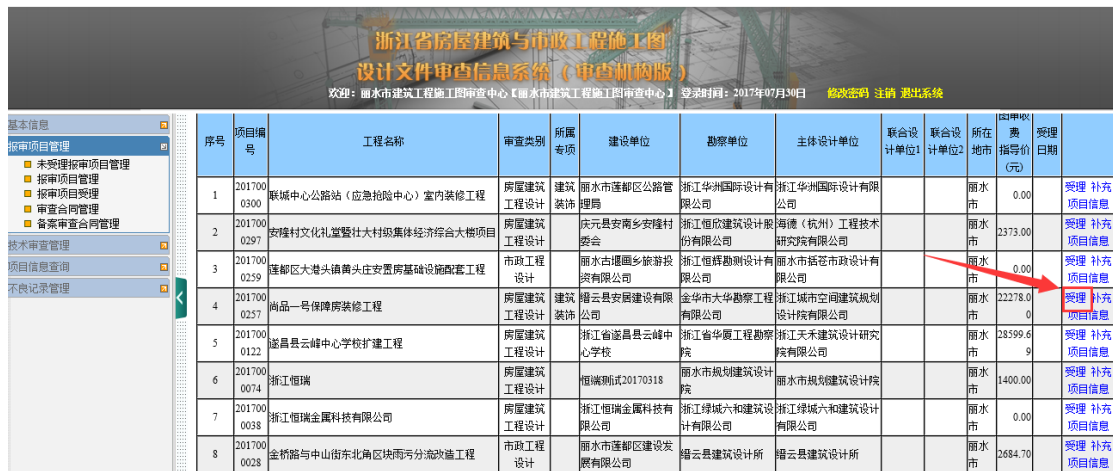 浙江省房屋建筑与市政工程施工图
设计文件审查信息系统（审查机构版）
欢迎：丽水市建筑工程施工图审查中心【丽水市建筑工程施工图审查中心】 登录时间：2017年07月30日 修改密码 注销 退出系统
基本信息
报审项目管理
未受理报审项目管理
报审项目管理
报审项目受理
审查合同管理
备案审查合同管理
技术审查管理
项目信息查询
不良记录管理
序号 项目编号 工程名称 审查类别 所属专项 建设单位 勘察单位 主体设计单位 联合设计单位1 联合设计单位2 所在地市 图审收费指导价(元) 受理日期
1 2017000300 联城中心公路站（应急抢险中心）室内装修工程 房屋建筑工程设计 建筑装饰 丽水市莲都区公路管理局 浙江华洲国际设计有限公司 浙江华洲国际设计有限公司 丽水市 0.00 受理 补充项目信息
2 2017000297 安隆村文化礼堂暨壮大村级集体经济综合大楼项目 房屋建筑工程设计 庆元县安南乡安隆村委会 浙江恒欣建筑设计股份有限公司 海德（杭州）工程技术研究院有限公司 丽水市 2373.00 受理 补充项目信息
3 2017000259 莲都区大港头镇黄头庄安置房基础设施配套工程 市政工程设计 丽水古堰画乡旅游投资有限公司 浙江恒辉勘测设计有限公司 丽水市括苍市政设计有限公司 丽水市 0.00 受理 补充项目信息
4 2017000257 尚品一号保障房装修工程 房屋建筑工程设计 建筑装饰 缙云县安居建设有限公司 金华市大华勘察工程有限公司 浙江城市空间建筑规划设计院有限公司 丽水市 22278.00 受理 补充项目信息
5 2017000122 遂昌县云峰中心学校扩建工程 房屋建筑工程设计 浙江省遂昌县云峰中心学校 浙江省华厦工程勘察院 浙江天禾建筑设计研究院有限公司 丽水市 28599.69 受理 补充项目信息
6 2017000074 浙江恒瑞 房屋建筑工程设计 恒端测试20170318 丽水市规划建筑设计院 丽水市规划建筑设计院 丽水市 1400.00 受理 补充项目信息
7 2017000038 浙江恒瑞金属科技有限公司 房屋建筑工程设计 浙江恒瑞金属科技有限公司 浙江绿城六和建筑设计有限公司 浙江绿城六和建筑设计有限公司 丽水市 0.00 受理 补充项目信息
8 2017000028 金桥路与中山街东北角区块雨污分流改造工程 市政工程设计 丽水市莲都区建设发展有限公司 缙云县建筑设计所 缙云县建筑设计所 丽水市 2684.70 受理 补充项目信息